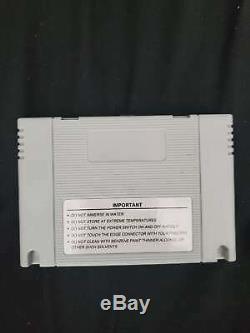 IMPORTANT
• DO NOT IMMERSE IN WATER
• DO NOT STORE AT EXTREME TEMPERATURES
• DO NOT TURN THE POWER SWITCH ON AND OFF RAPIDLY
• DO NOT TOUCH THE EDGE CONNECTOR WITH YOUR FINGERS
• DO NOT CLEAN WITH BENZENE PAINT THINNER ALCOHOL OR
OTHER SUCH SOLVENTS